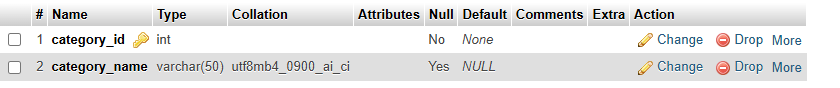 # Name Type Collation Attributes Null Default Comments Extra Action
1 category_id int No None Change Drop More
2 category_name varchar(50) utf8mb4_0900_ai_ci Yes NULL Change Drop More